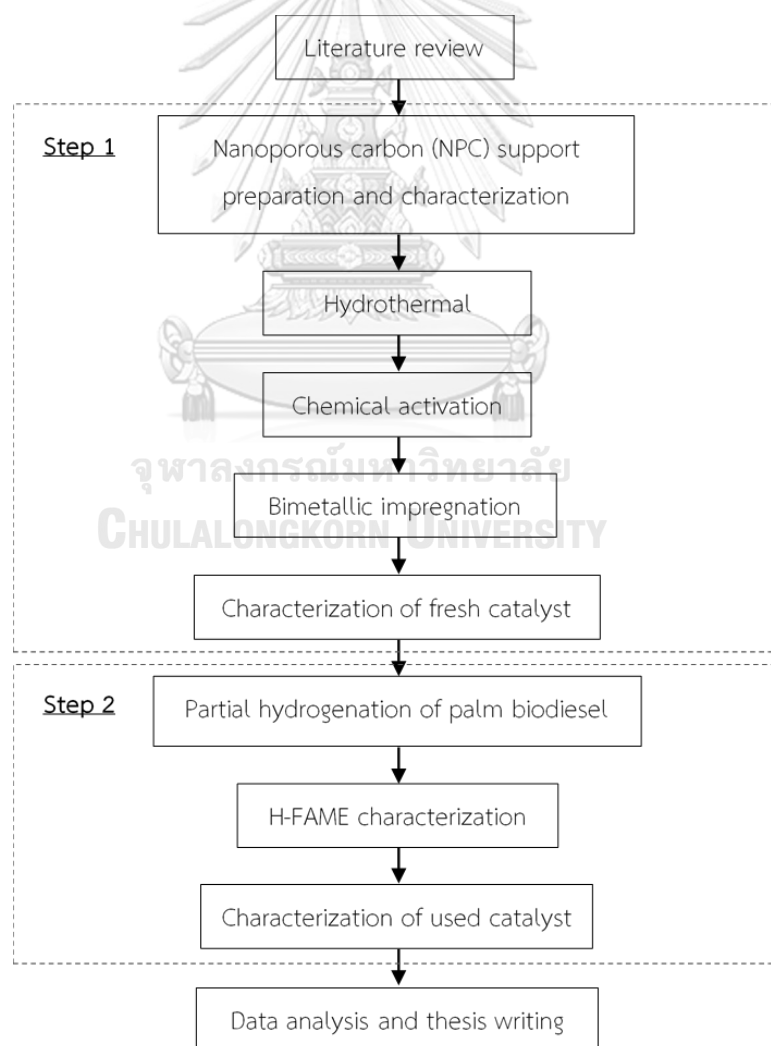 Literature review
Step 1
Nanoporous carbon (NPC) support
preparation and characterization
Hydrothermal
Chemical activation
จุฬาลงกรณ์มหาวิทยาลัย
Bimetallic impregnation
CHULALONGKORN UNIVERSITY
Characterization of fresh catalyst
Step 2
Partial hydrogenation of palm biodiesel
H-FAME characterization
Characterization of used catalyst
Data analysis and thesis writing